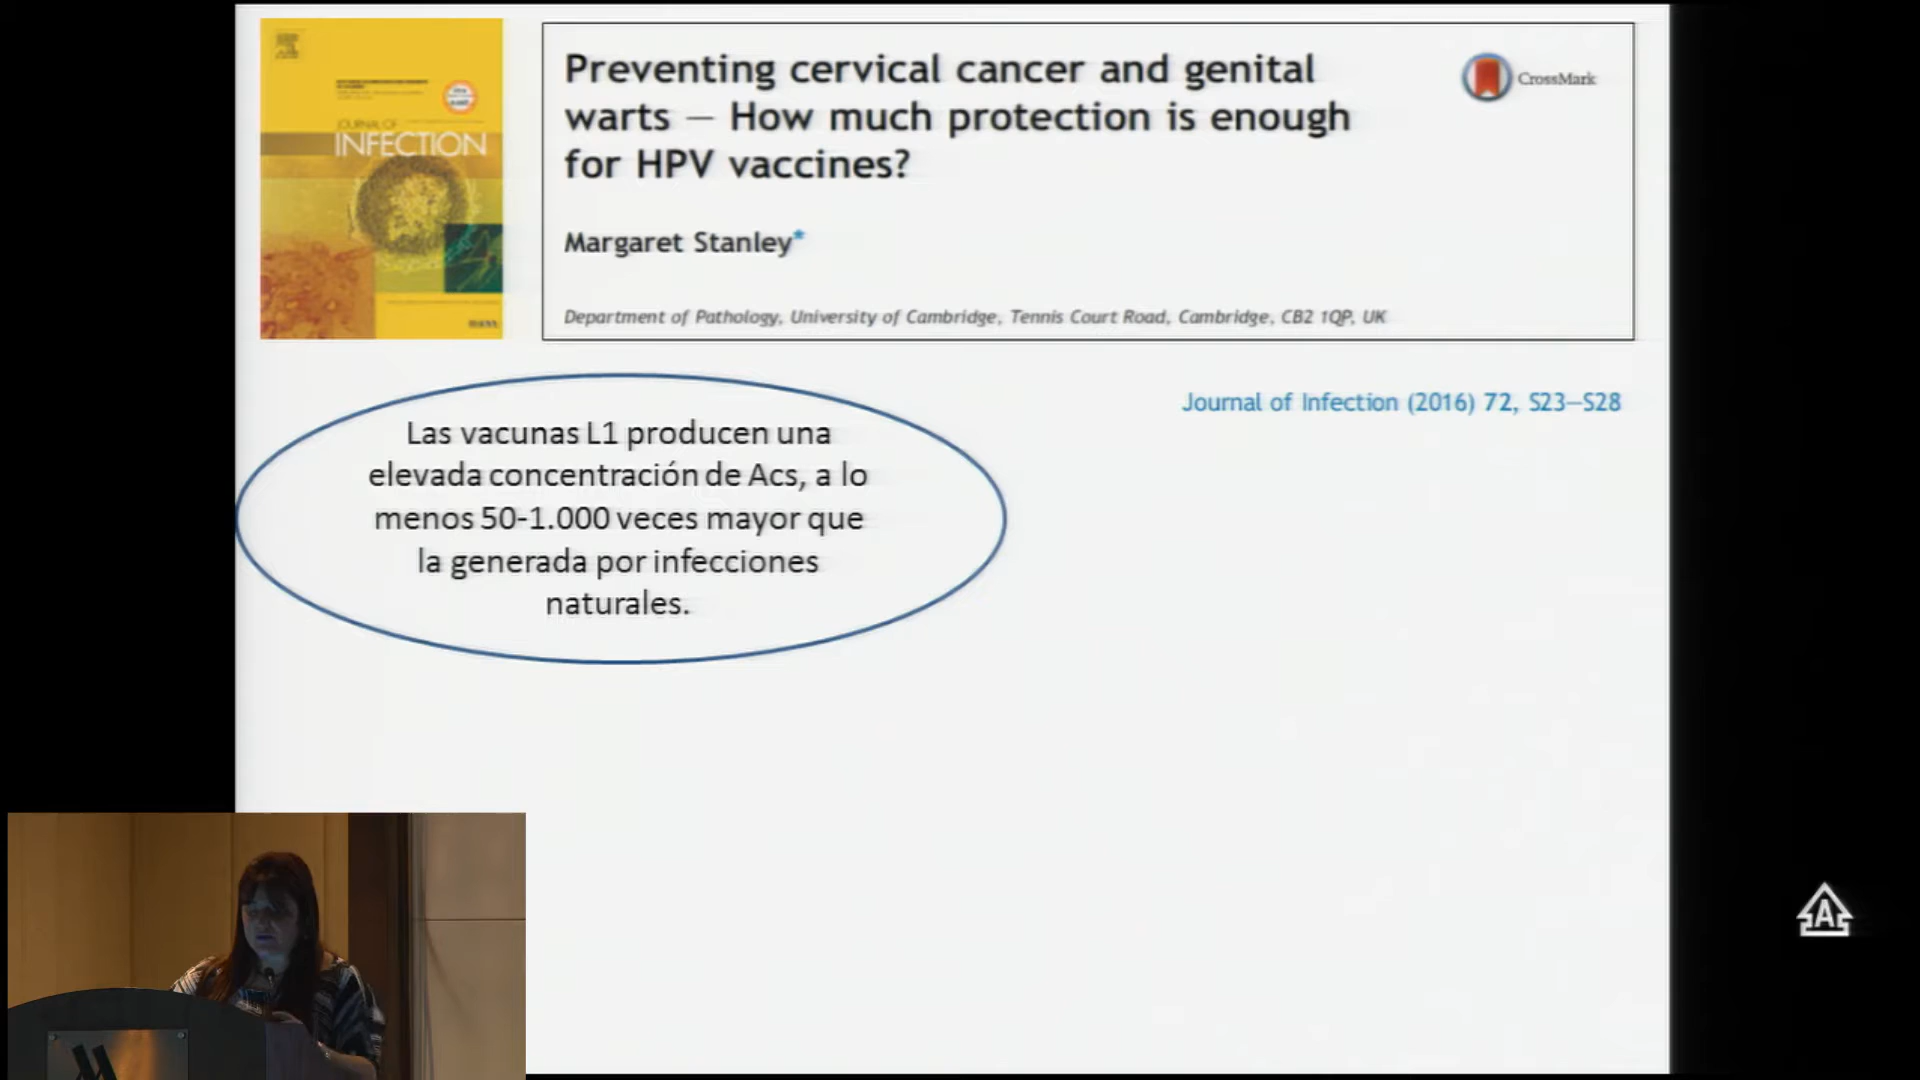 JOURNAL OF
INFECTION
Preventing cervical cancer and genital
warts — How much protection is enough
for HPV vaccines?
CrossMark
Margaret Stanley*
Department of Pathology, University of Cambridge, Tennis Court Road, Cambridge, CB2 1QP, UK
Journal of Infection (2016) 72, S23–S28
Las vacunas L1 producen una
elevada concentración de Acs, a lo
menos 50-1.000 veces mayor que
la generada por infecciones
naturales.
A